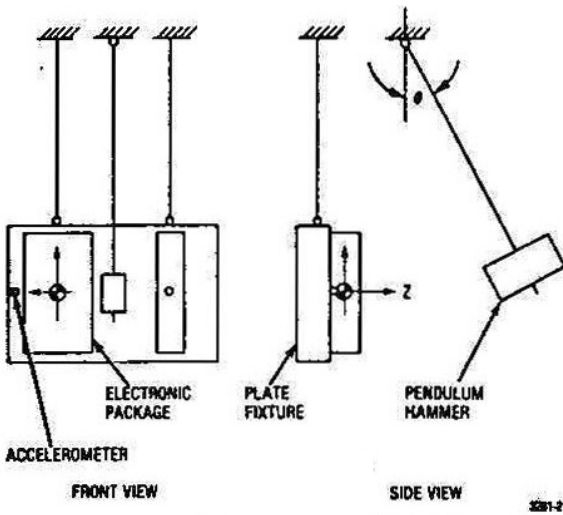 θ
Z
ELECTRONIC
PACKAGE
PLATE
FIXTURE
PENDULUM
HAMMER
ACCELEROMETER
FRONT VIEW
SIDE VIEW